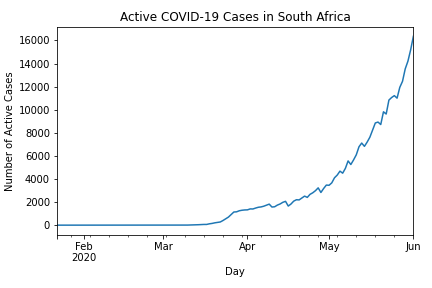 Active COVID-19 Cases in South Africa
Number of Active Cases
16000
14000
12000
10000
8000
6000
4000
2000
0
Feb Mar Apr May Jun
2020
Day